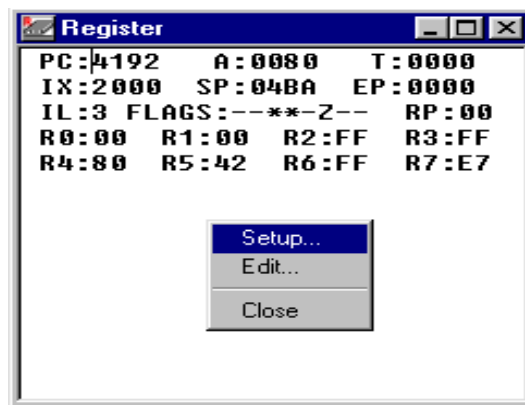 Register
PC:4192 A:0080 T:0000
IX:2000 SP:04BA EP:0000
IL:3 FLAGS:--**-Z-- RP:00
R0:00 R1:00 R2:FF R3:FF
R4:80 R5:42 R6:FF R7:E7
Setup...
Edit...
Close